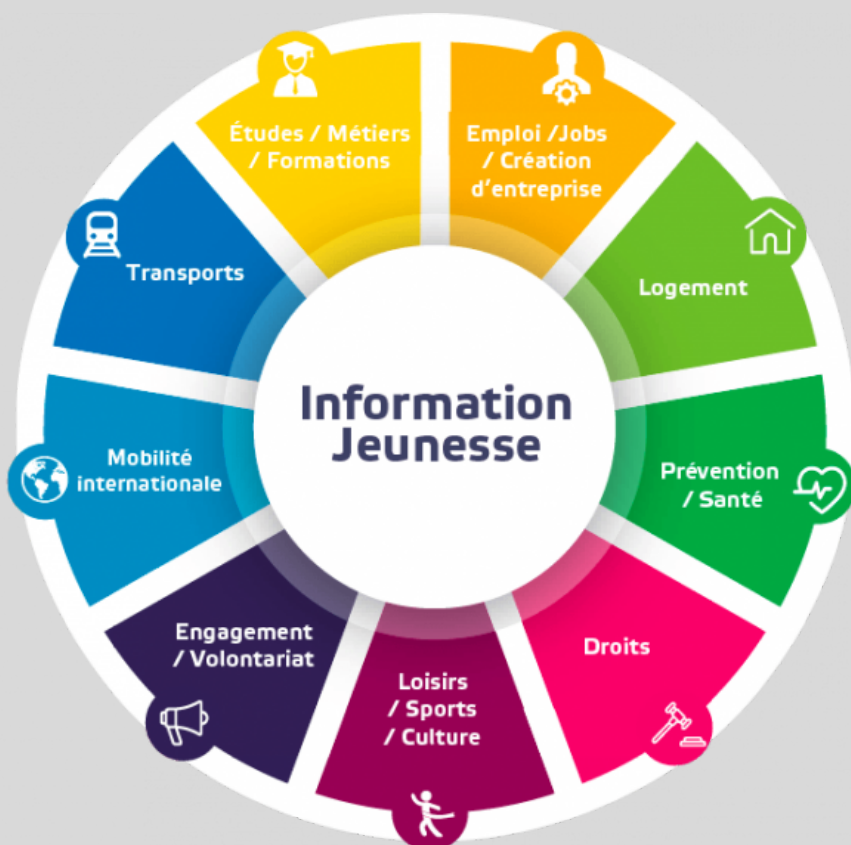 Information
Jeunesse
Études / Métiers
/ Formations
Emploi /Jobs
/ Création
d'entreprise
Logement
Prévention
/ Santé
Droits
Loisirs
/ Sports
/ Culture
Engagement
/ Volontariat
Mobilité
internationale
Transports